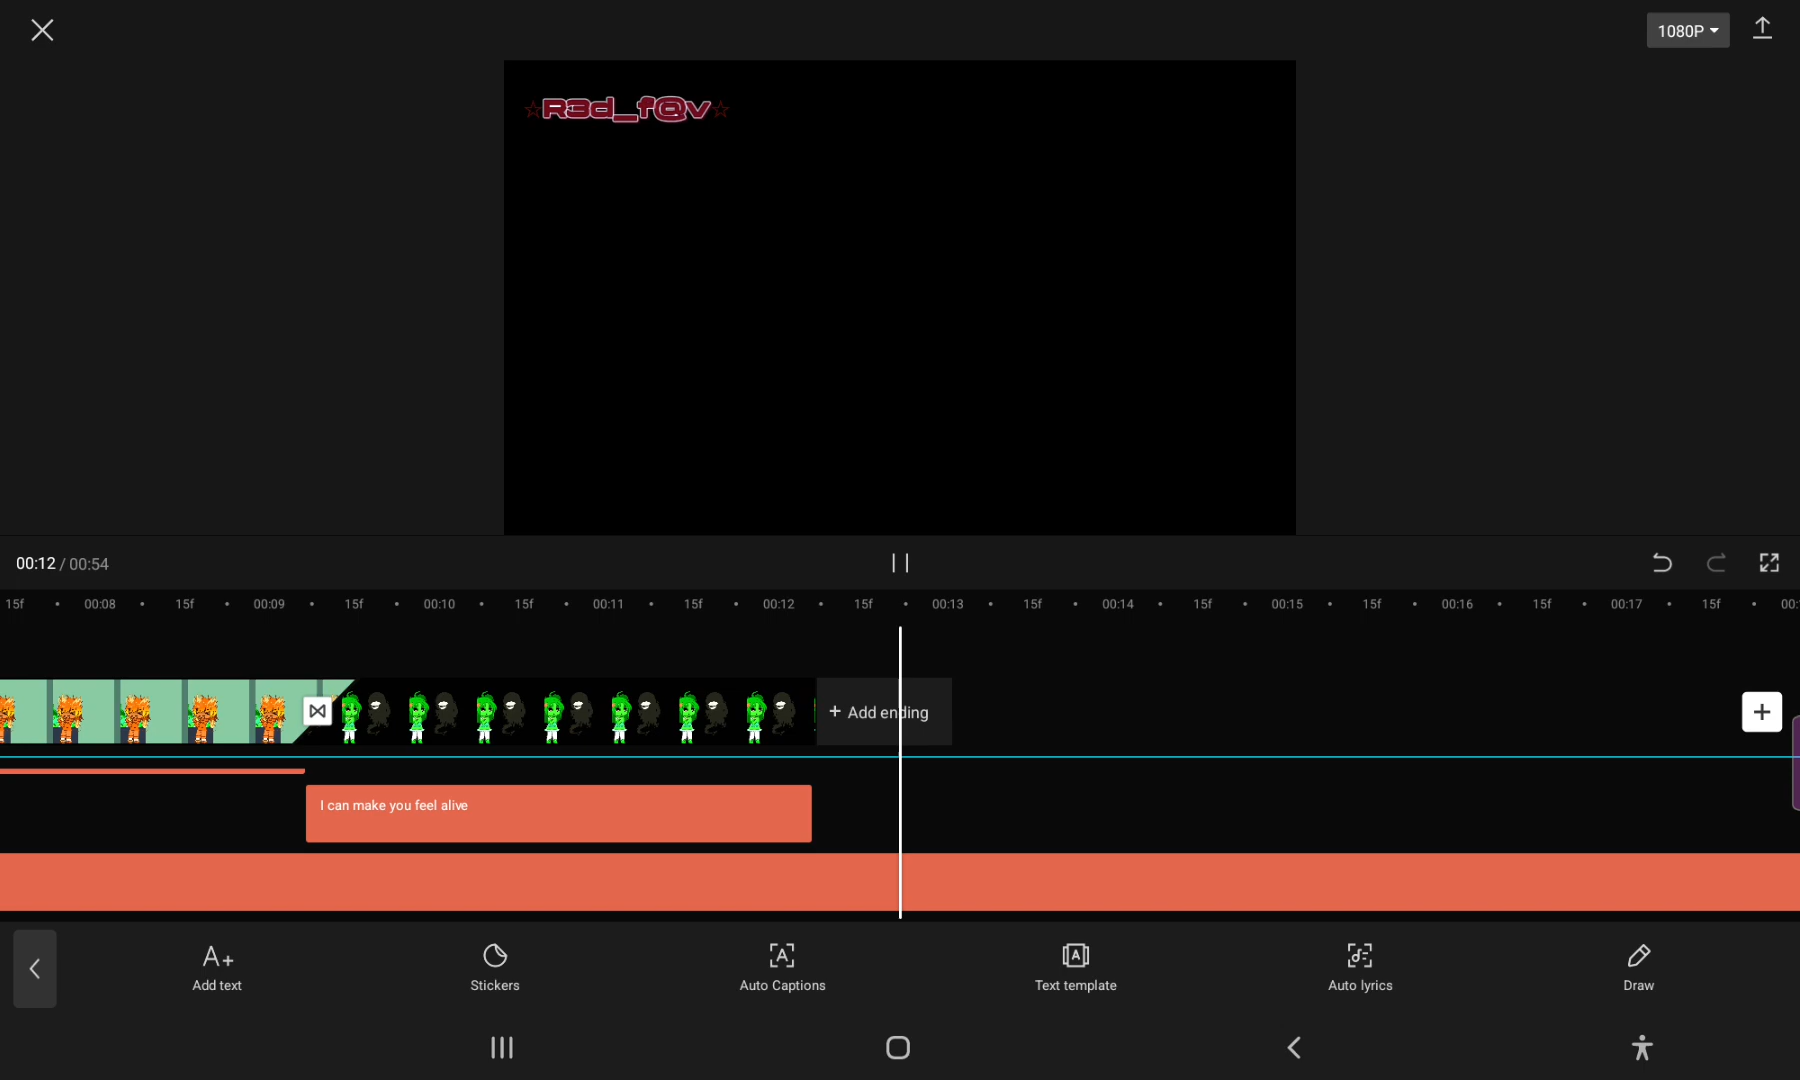 1080P
☆R3d_f@v☆
00:12 / 00:54
15f 00:08 15f 00:09 15f 00:10 15f 00:11 15f 00:12 15f 00:13 15f 00:14 15f 00:15 15f 00:16 15f 00:17 15f 00:
+ Add ending
I can make you feel alive
A+ A A
Add text Stickers Auto Captions Text template Auto lyrics Draw